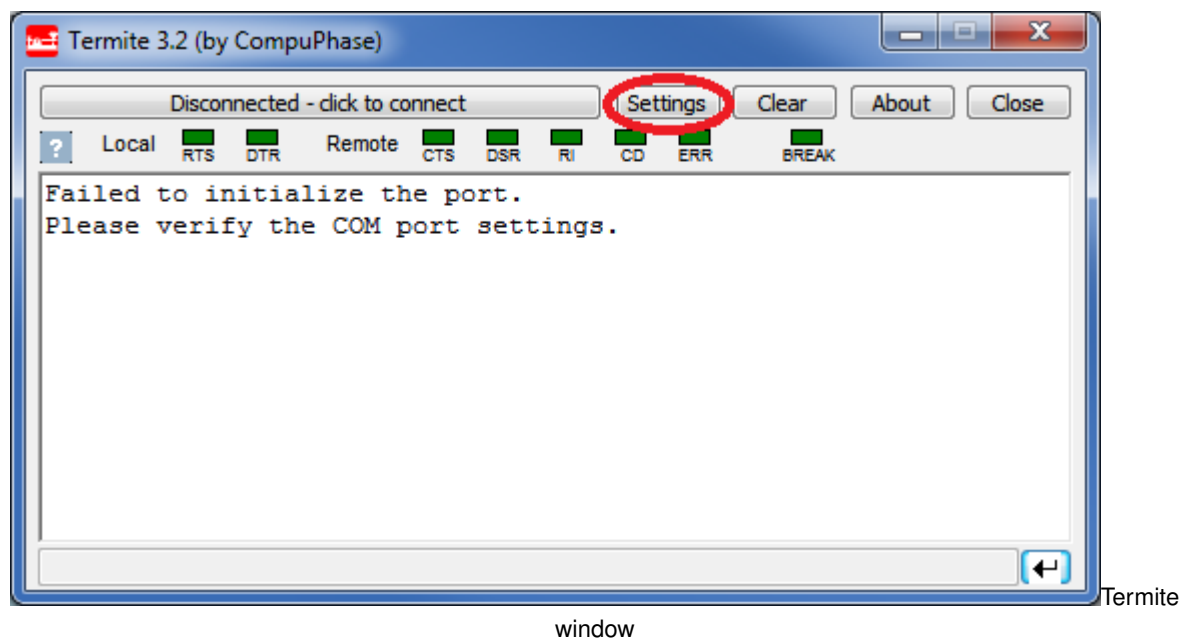 Termite 3.2 (by CompuPhase)
Disconnected - click to connect Settings Clear About Close
? Local RTS DTR Remote CTS DSR RI CD ERR BREAK
Failed to initialize the port.
Please verify the COM port settings.
Termite
window